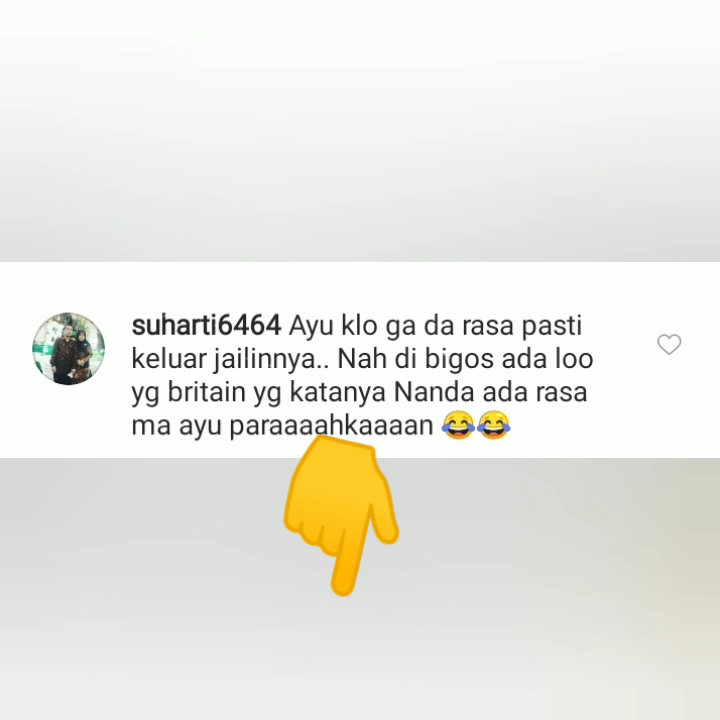 suharti6464 Ayu klo ga da rasa pasti
keluar jailinnya.. Nah di bigos ada loo
yg britain yg katanya Nanda ada rasa
ma ayu paraaaahkaaaan 😂😂